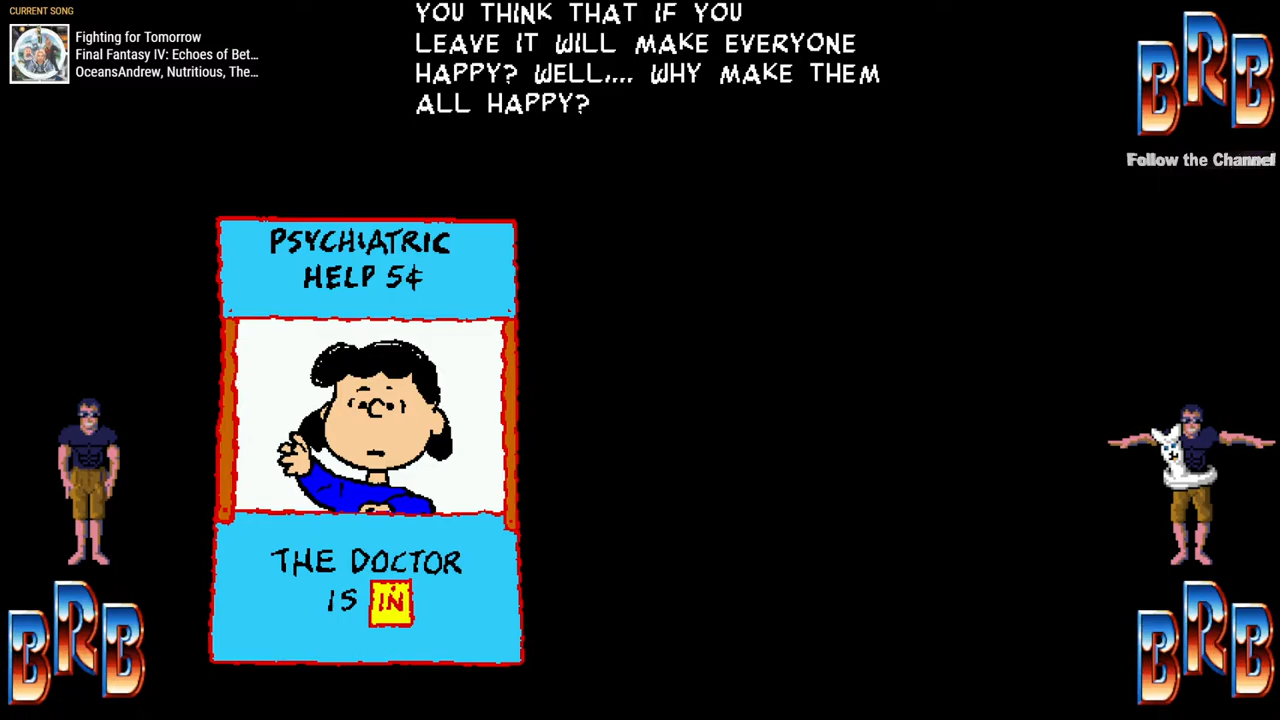 CURRENT SONG
Fighting for Tomorrow
Final Fantasy IV: Echoes of Bet...
OceansAndrew, Nutritious, The...
YOU THINK THAT IF YOU
LEAVE IT WILL MAKE EVERYONE
HAPPY? WELL.... WHY MAKE THEM
ALL HAPPY?
BRB
Follow the Channel
PSYCHIATRIC
HELP 5¢
THE DOCTOR
IS IN
BRB
BRB